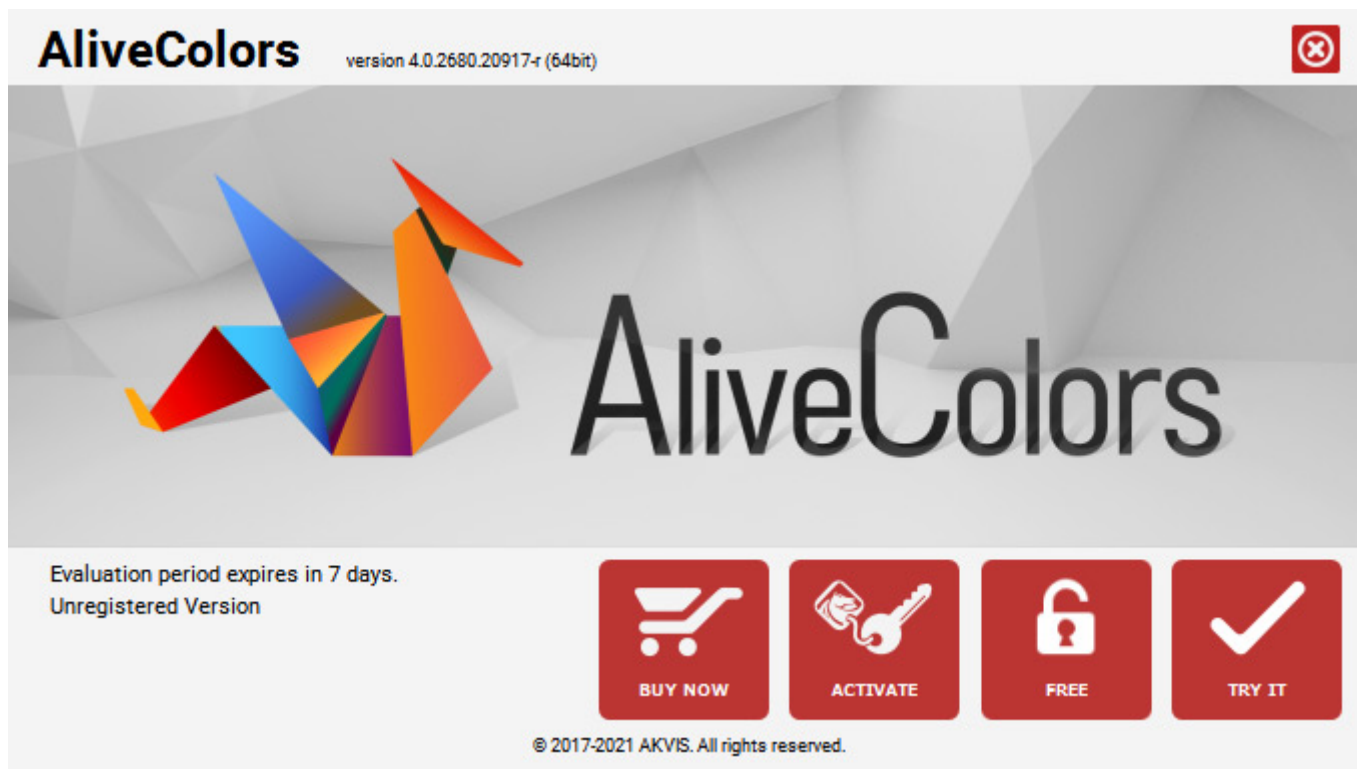 AliveColors version 4.0.2680.20917-r (64bit)
AliveColors
Evaluation period expires in 7 days.
Unregistered Version
BUY NOW ACTIVATE FREE TRY IT
© 2017-2021 AKVIS. All rights reserved.